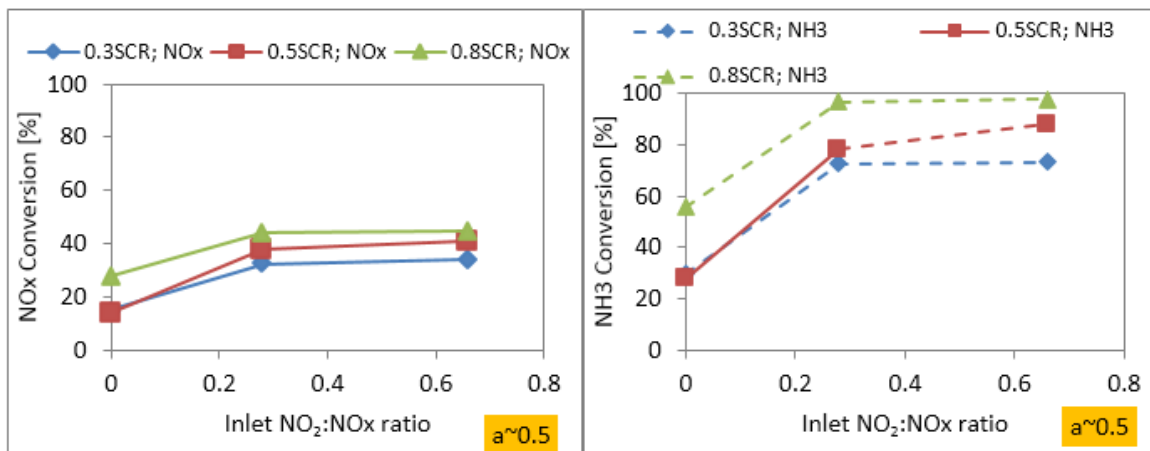 0.3SCR; NOx 0.5SCR; NOx 0.8SCR; NOx
100
80
60
40
20
0
NOx Conversion [%]
0 0.2 0.4 0.6 0.8
Inlet NO₂:NOx ratio
a~0.5
0.3SCR; NH3 0.5SCR; NH3
0.8SCR; NH3
100
80
60
40
20
0
NH3 Conversion [%]
0 0.2 0.4 0.6 0.8
Inlet NO₂:NOx ratio
a~0.5